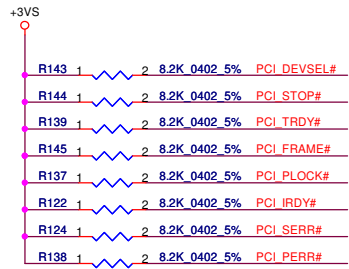 +3VS
R143 1 2 8.2K_0402_5% PCI_DEVSEL#
R144 1 2 8.2K_0402_5% PCI_STOP#
R139 1 2 8.2K_0402_5% PCI_TRDY#
R145 1 2 8.2K_0402_5% PCI_FRAME#
R137 1 2 8.2K_0402_5% PCI_PLOCK#
R122 1 2 8.2K_0402_5% PCI_IRDY#
R124 1 2 8.2K_0402_5% PCI_SERR#
R138 1 2 8.2K_0402_5% PCI_PERR#